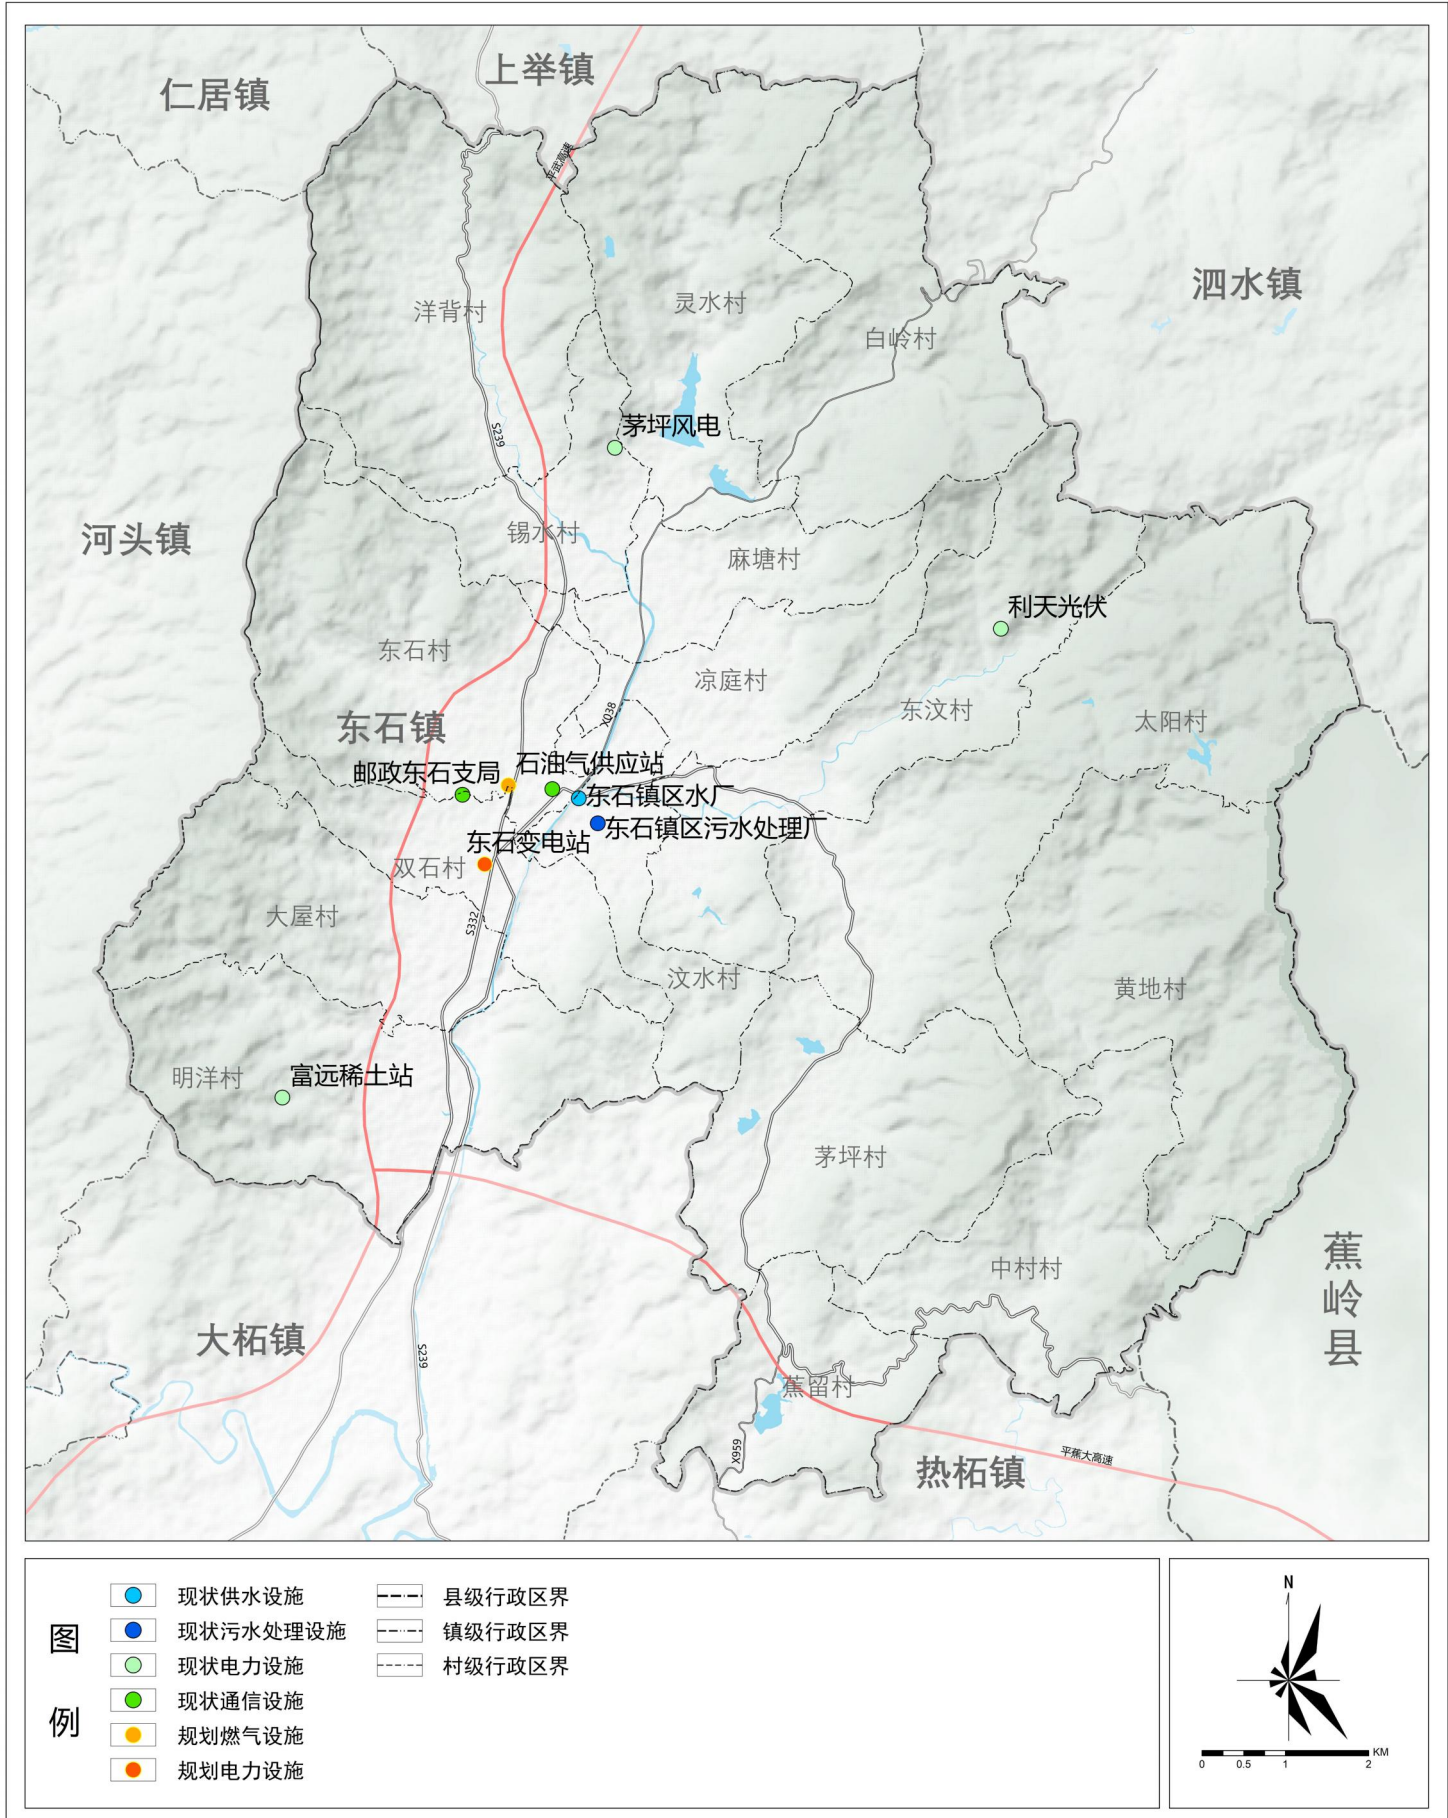 上举镇
仁居镇
平武高速
泗水镇
灵水村
洋背村
白岭村
茅坪风电
S239
锡水村
河头镇
麻塘村
利天光伏
东石村
凉庭村
东汶村
X038
太阳村
东石镇
石油气供应站
邮政东石支局
东石镇区水厂
东石镇区污水处理厂
东石变电站
双石村
大屋村
S332
汶水村
黄地村
明洋村
富远稀土站
茅坪村
中村村
蕉岭县
大柘镇
S239
蕉留村
X959
平蕉大高速
热柘镇
图例
现状供水设施
现状污水处理设施
现状电力设施
现状通信设施
规划燃气设施
规划电力设施
县级行政区界
镇级行政区界
村级行政区界
N
KM
0 0.5 1 2